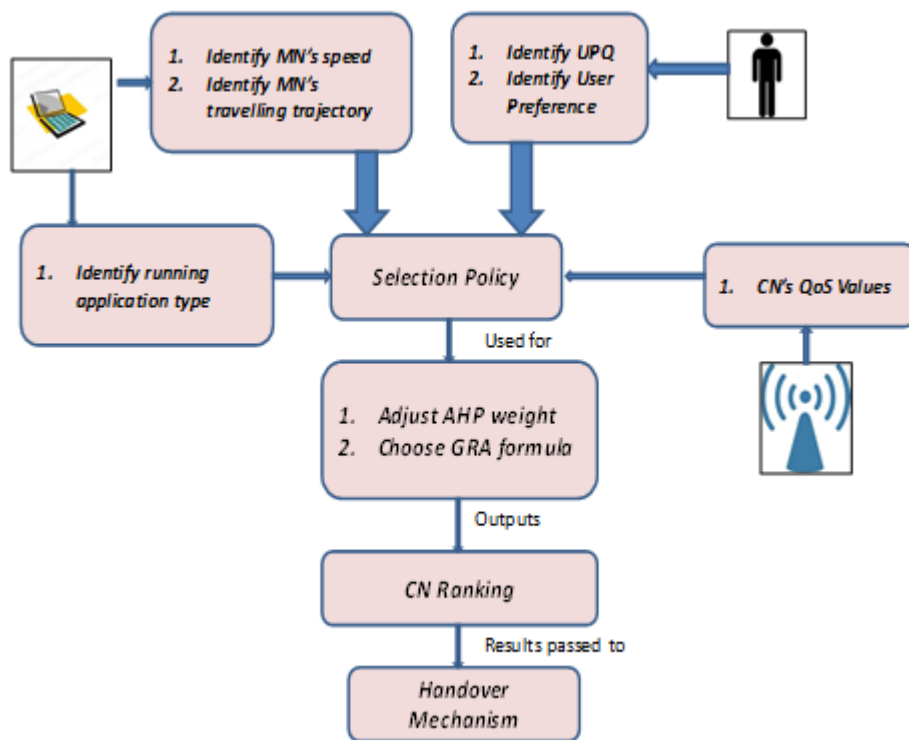 1. Identify MN's speed
2. Identify MN's
travelling trajectory
1. Identify UPQ
2. Identify User
Preference
1. Identify running
application type
Selection Policy
1. CN's QoS Values
Used for
1. Adjust AHP weight
2. Choose GRA formula
Outputs
CN Ranking
Results passed to
Handover
Mechanism